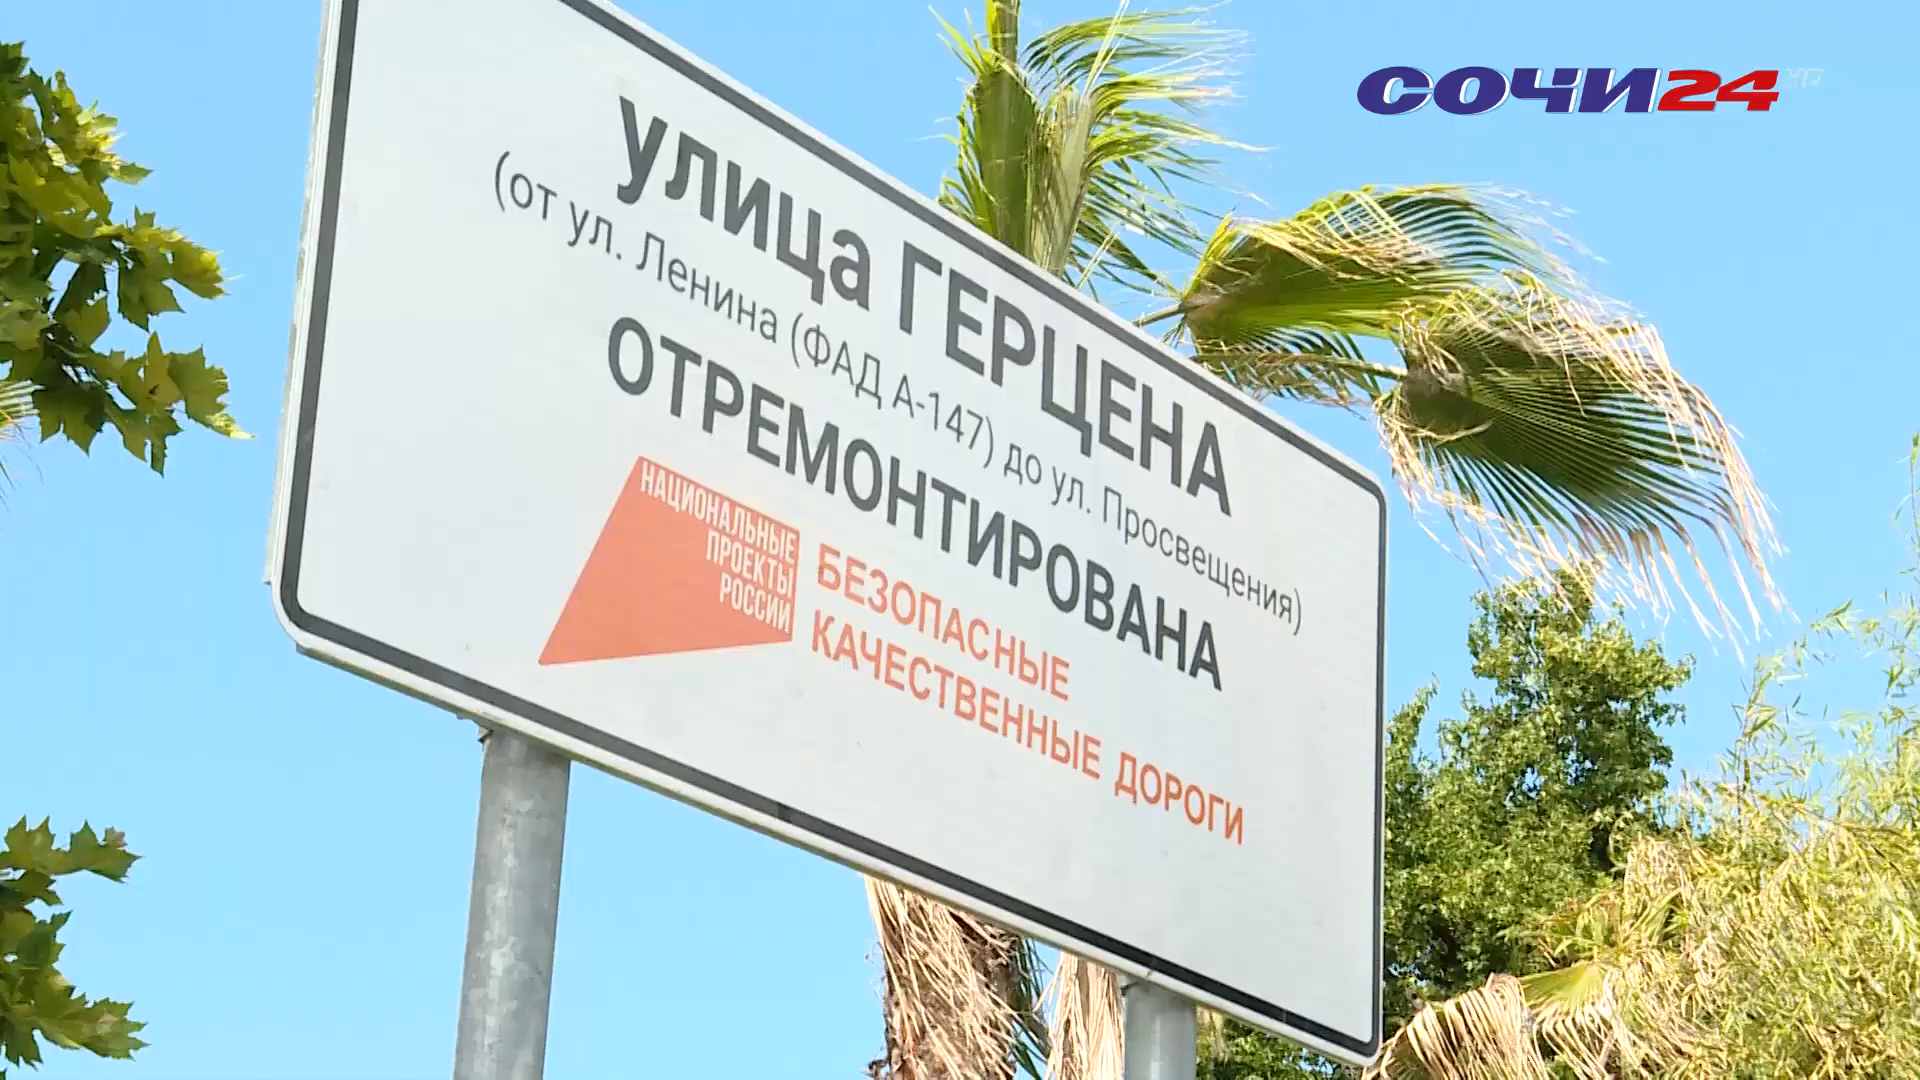 СОЧИ24
улица ГЕРЦЕНА
(от ул. Ленина (ФАД А-147) до ул. Просвещения)
ОТРЕМОНТИРОВАНА
НАЦИОНАЛЬНЫЕ
ПРОЕКТЫ
РОССИИ
БЕЗОПАСНЫЕ
КАЧЕСТВЕННЫЕ ДОРОГИ